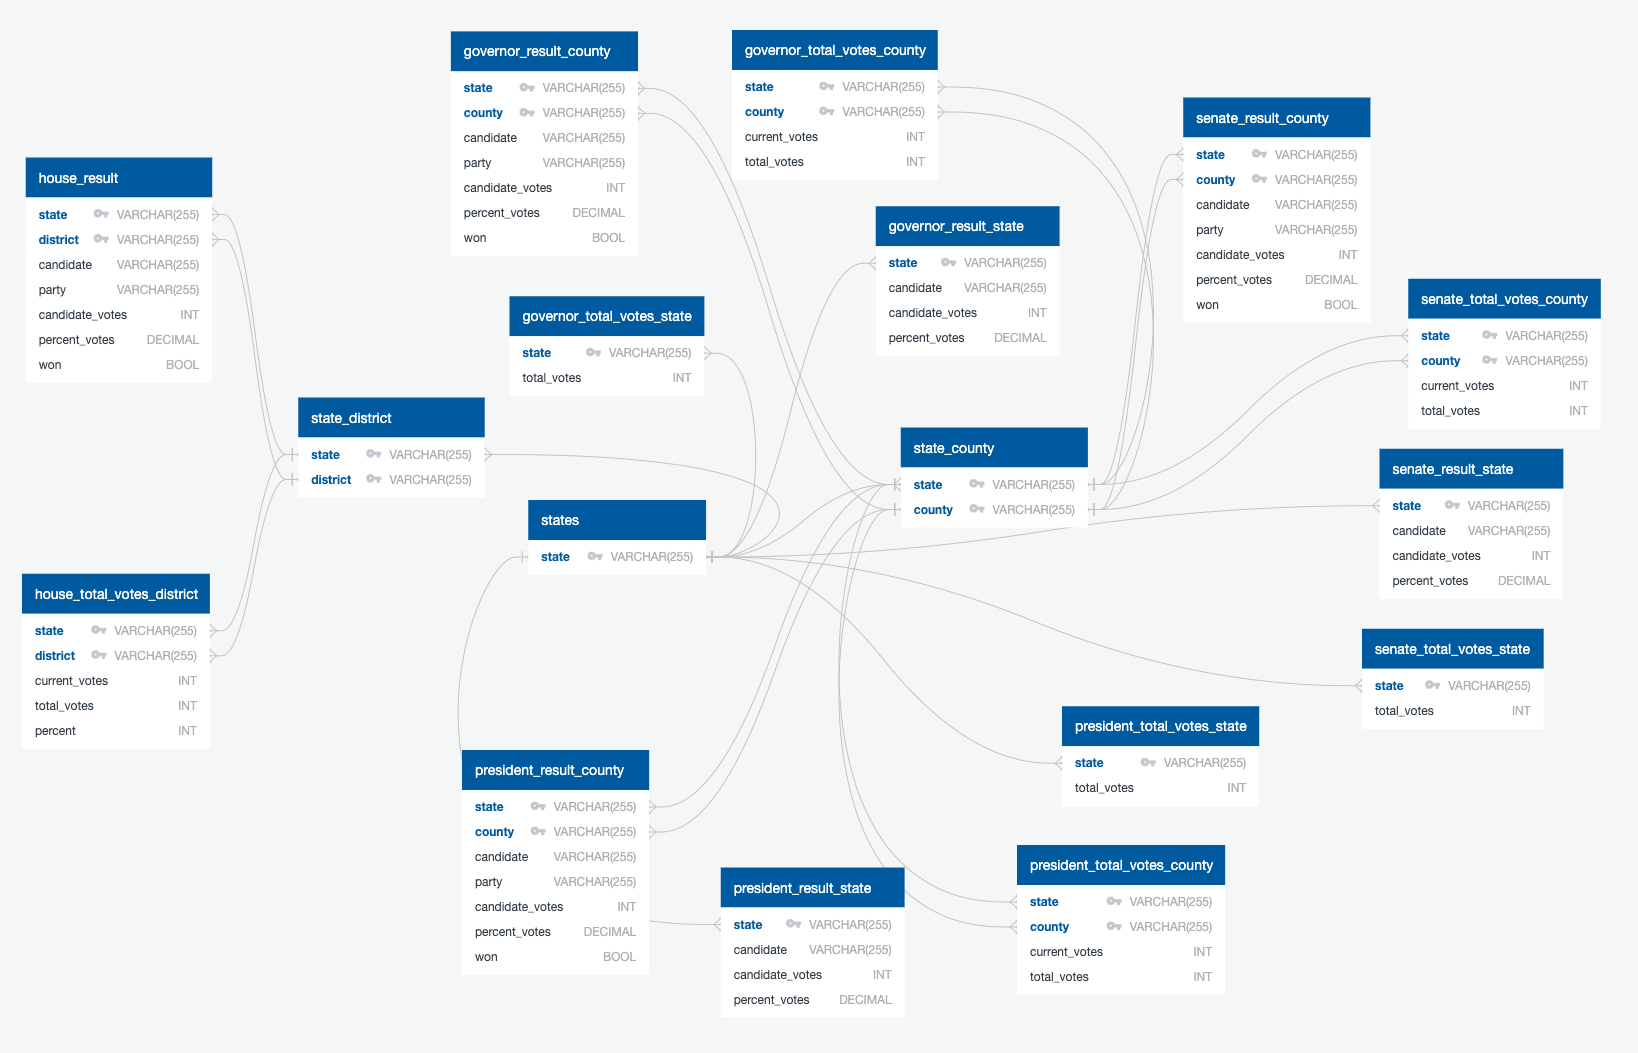 governor_result_county
state VARCHAR(255)
county VARCHAR(255)
candidate VARCHAR(255)
party VARCHAR(255)
candidate_votes INT
percent_votes DECIMAL
won BOOL
governor_total_votes_county
state VARCHAR(255)
county VARCHAR(255)
current_votes INT
total_votes INT
senate_result_county
state VARCHAR(255)
county VARCHAR(255)
candidate VARCHAR(255)
party VARCHAR(255)
candidate_votes INT
percent_votes DECIMAL
won BOOL
house_result
state VARCHAR(255)
district VARCHAR(255)
candidate VARCHAR(255)
party VARCHAR(255)
candidate_votes INT
percent_votes DECIMAL
won BOOL
governor_result_state
state VARCHAR(255)
candidate VARCHAR(255)
candidate_votes INT
percent_votes DECIMAL
senate_total_votes_county
state VARCHAR(255)
county VARCHAR(255)
current_votes INT
total_votes INT
governor_total_votes_state
state VARCHAR(255)
total_votes INT
state_district
state VARCHAR(255)
district VARCHAR(255)
state_county
state VARCHAR(255)
county VARCHAR(255)
senate_result_state
state VARCHAR(255)
candidate VARCHAR(255)
candidate_votes INT
percent_votes DECIMAL
states
state VARCHAR(255)
house_total_votes_district
state VARCHAR(255)
district VARCHAR(255)
current_votes INT
total_votes INT
percent INT
senate_total_votes_state
state VARCHAR(255)
total_votes INT
president_total_votes_state
state VARCHAR(255)
total_votes INT
president_result_county
state VARCHAR(255)
county VARCHAR(255)
candidate VARCHAR(255)
party VARCHAR(255)
candidate_votes INT
percent_votes DECIMAL
won BOOL
president_result_state
state VARCHAR(255)
candidate VARCHAR(255)
candidate_votes INT
percent_votes DECIMAL
president_total_votes_county
state VARCHAR(255)
county VARCHAR(255)
current_votes INT
total_votes INT